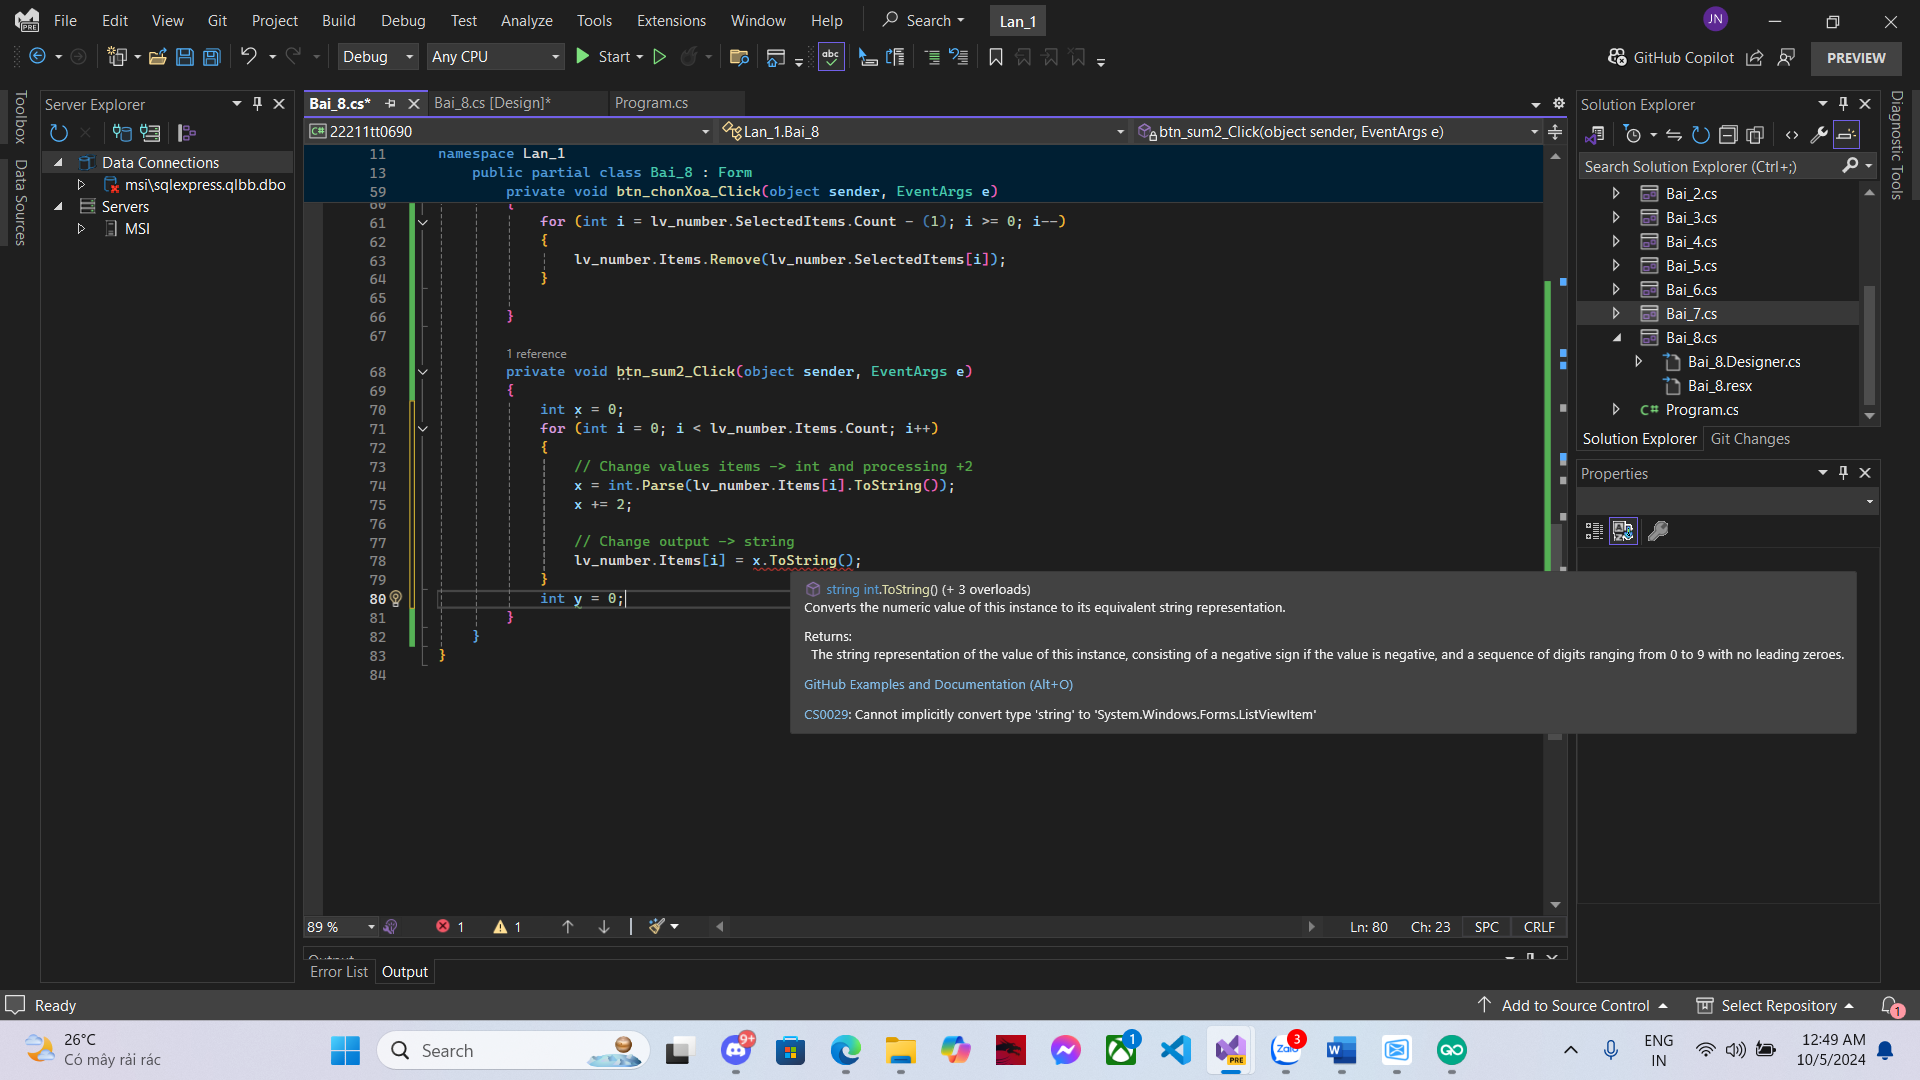 File Edit View Git Project Build Debug Test Analyze Tools Extensions Window Help Search Lan_1 JN
Debug Any CPU Start abc GitHub Copilot PREVIEW
Toolbox
Data Sources
Server Explorer
Data Connections
msi\sqlexpress.qlbb.dbo
Servers
MSI
Bai_8.cs* Bai_8.cs [Design]* Program.cs
C# 22211tt0690 Lan_1.Bai_8 btn_sum2_Click(object sender, EventArgs e)
11 namespace Lan_1
13 public partial class Bai_8 : Form
59 private void btn_chonXoa_Click(object sender, EventArgs e)
60 {
61 for (int i = lv_number.SelectedItems.Count - (1); i >= 0; i--)
62 {
63 lv_number.Items.Remove(lv_number.SelectedItems[i]);
64 }
65
66 }
67
1 reference
68 private void btn_sum2_Click(object sender, EventArgs e)
69 {
70 int x = 0;
71 for (int i = 0; i < lv_number.Items.Count; i++)
72 {
73 // Change values items -> int and processing +2
74 x = int.Parse(lv_number.Items[i].ToString());
75 x += 2;
76
77 // Change output -> string
78 lv_number.Items[i] = x.ToString();
79 }
80 int y = 0;
81 }
82 }
83 }
84
string int.ToString() (+ 3 overloads)
Converts the numeric value of this instance to its equivalent string representation.
Returns:
The string representation of the value of this instance, consisting of a negative sign if the value is negative, and a sequence of digits ranging from 0 to 9 with no leading zeroes.
GitHub Examples and Documentation (Alt+O)
CS0029: Cannot implicitly convert type 'string' to 'System.Windows.Forms.ListViewItem'
89 % 1 1 Ln: 80 Ch: 23 SPC CRLF
Output
Error List Output
Solution Explorer
Search Solution Explorer (Ctrl+;)
Bai_2.cs
Bai_3.cs
Bai_4.cs
Bai_5.cs
Bai_6.cs
Bai_7.cs
Bai_8.cs
Bai_8.Designer.cs
Bai_8.resx
C# Program.cs
Solution Explorer Git Changes
Properties
Diagnostic Tools
Ready Add to Source Control Select Repository 1
26°C
Có mây rải rác
Search
9+
1
PRE
Zalo 3
ENG
IN
12:49 AM
10/5/2024